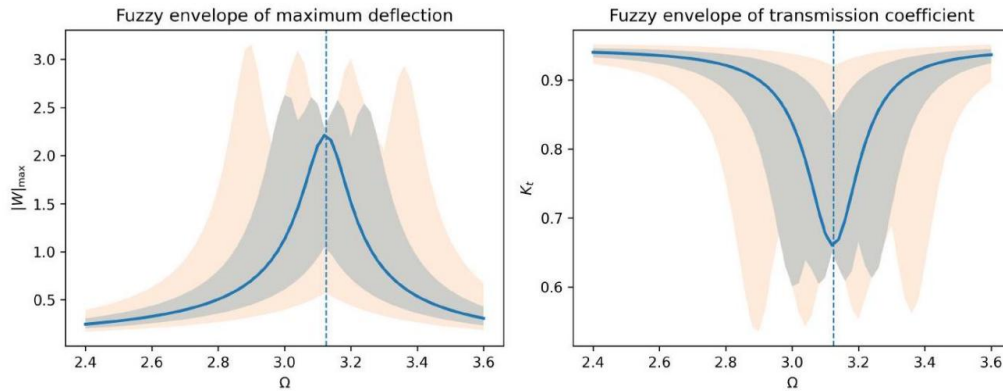 Fuzzy envelope of maximum deflection
3.0
2.5
2.0
1.5
1.0
0.5
|W|max
2.4 2.6 2.8 3.0 3.2 3.4 3.6
Ω
Fuzzy envelope of transmission coefficient
0.9
0.8
0.7
0.6
Kt
2.4 2.6 2.8 3.0 3.2 3.4 3.6
Ω